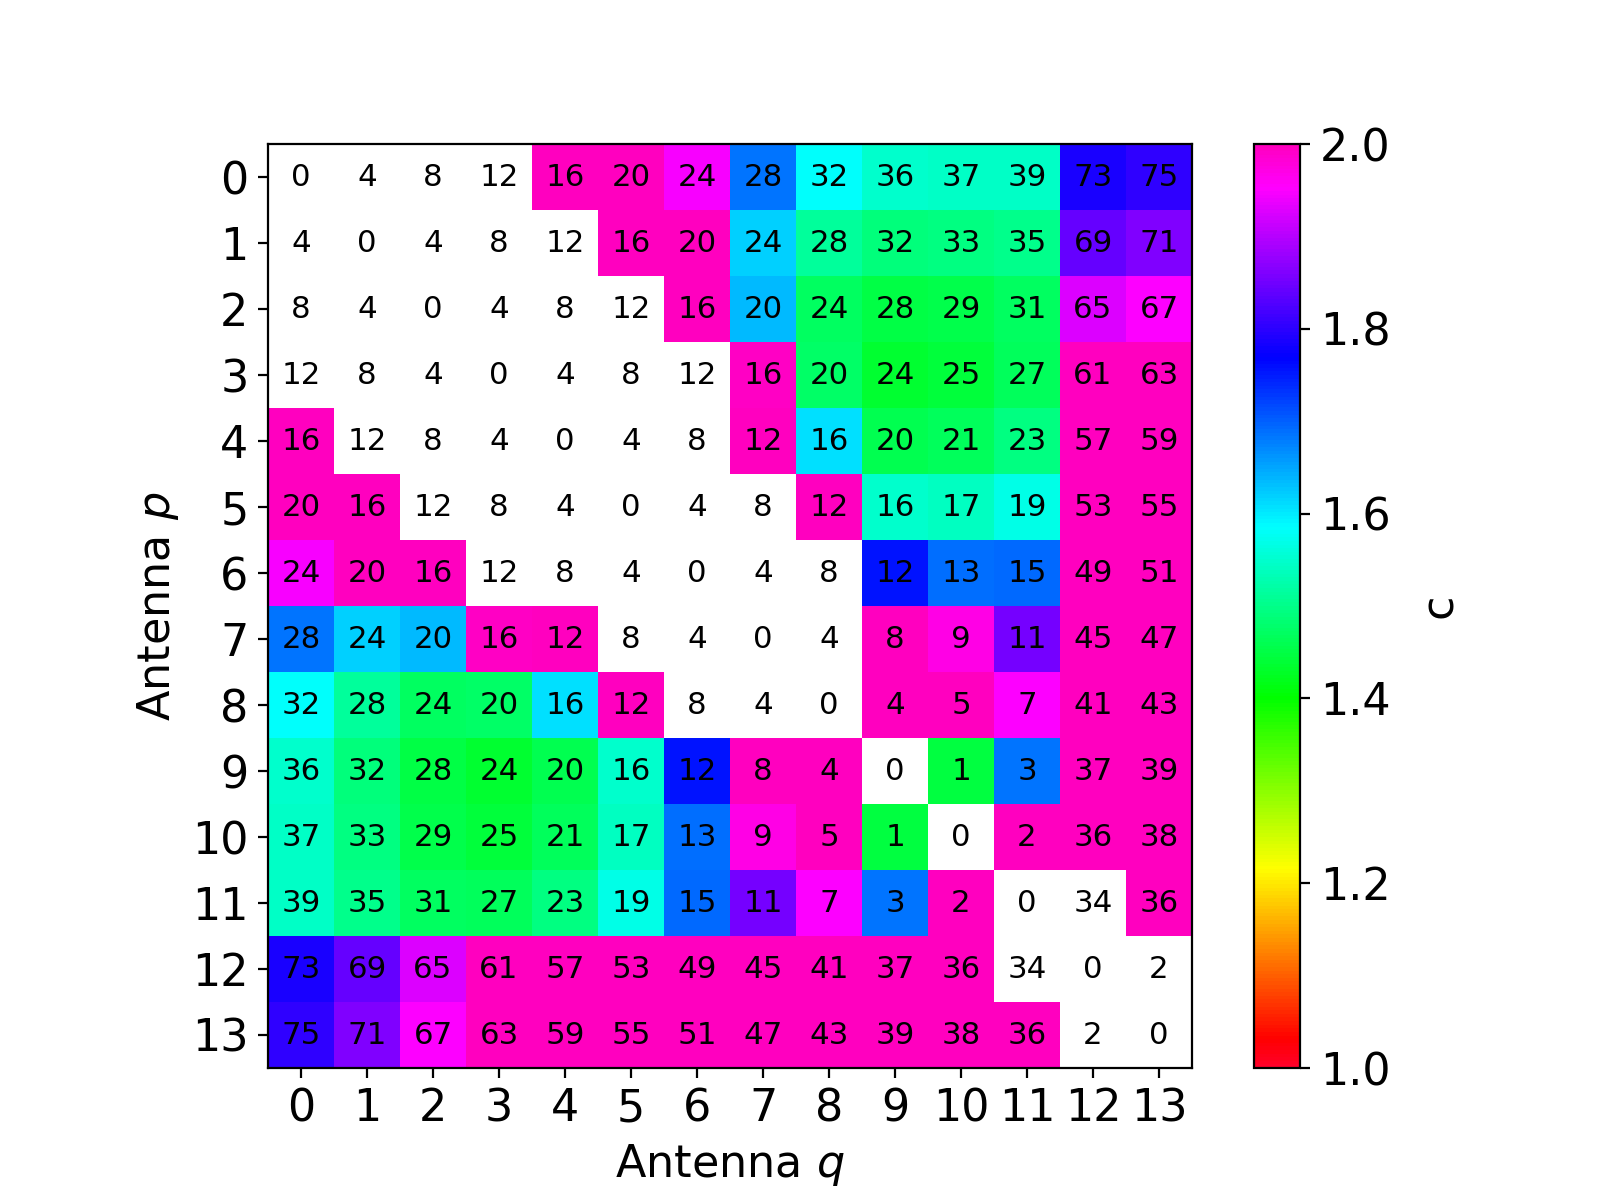 0 0 4 8 12 16 20 24 28 32 36 37 39 73 75
1 4 0 4 8 12 16 20 24 28 32 33 35 69 71
2 8 4 0 4 8 12 16 20 24 28 29 31 65 67
3 12 8 4 0 4 8 12 16 20 24 25 27 61 63
4 16 12 8 4 0 4 8 12 16 20 21 23 57 59
5 20 16 12 8 4 0 4 8 12 16 17 19 53 55
6 24 20 16 12 8 4 0 4 8 12 13 15 49 51
7 28 24 20 16 12 8 4 0 4 8 9 11 45 47
8 32 28 24 20 16 12 8 4 0 4 5 7 41 43
9 36 32 28 24 20 16 12 8 4 0 1 3 37 39
10 37 33 29 25 21 17 13 9 5 1 0 2 36 38
11 39 35 31 27 23 19 15 11 7 3 2 0 34 36
12 73 69 65 61 57 53 49 45 41 37 36 34 0 2
13 75 71 67 63 59 55 51 47 43 39 38 36 2 0
0 1 2 3 4 5 6 7 8 9 10 11 12 13
Antenna q
Antenna p
2.0
1.8
1.6
1.4
1.2
1.0
c